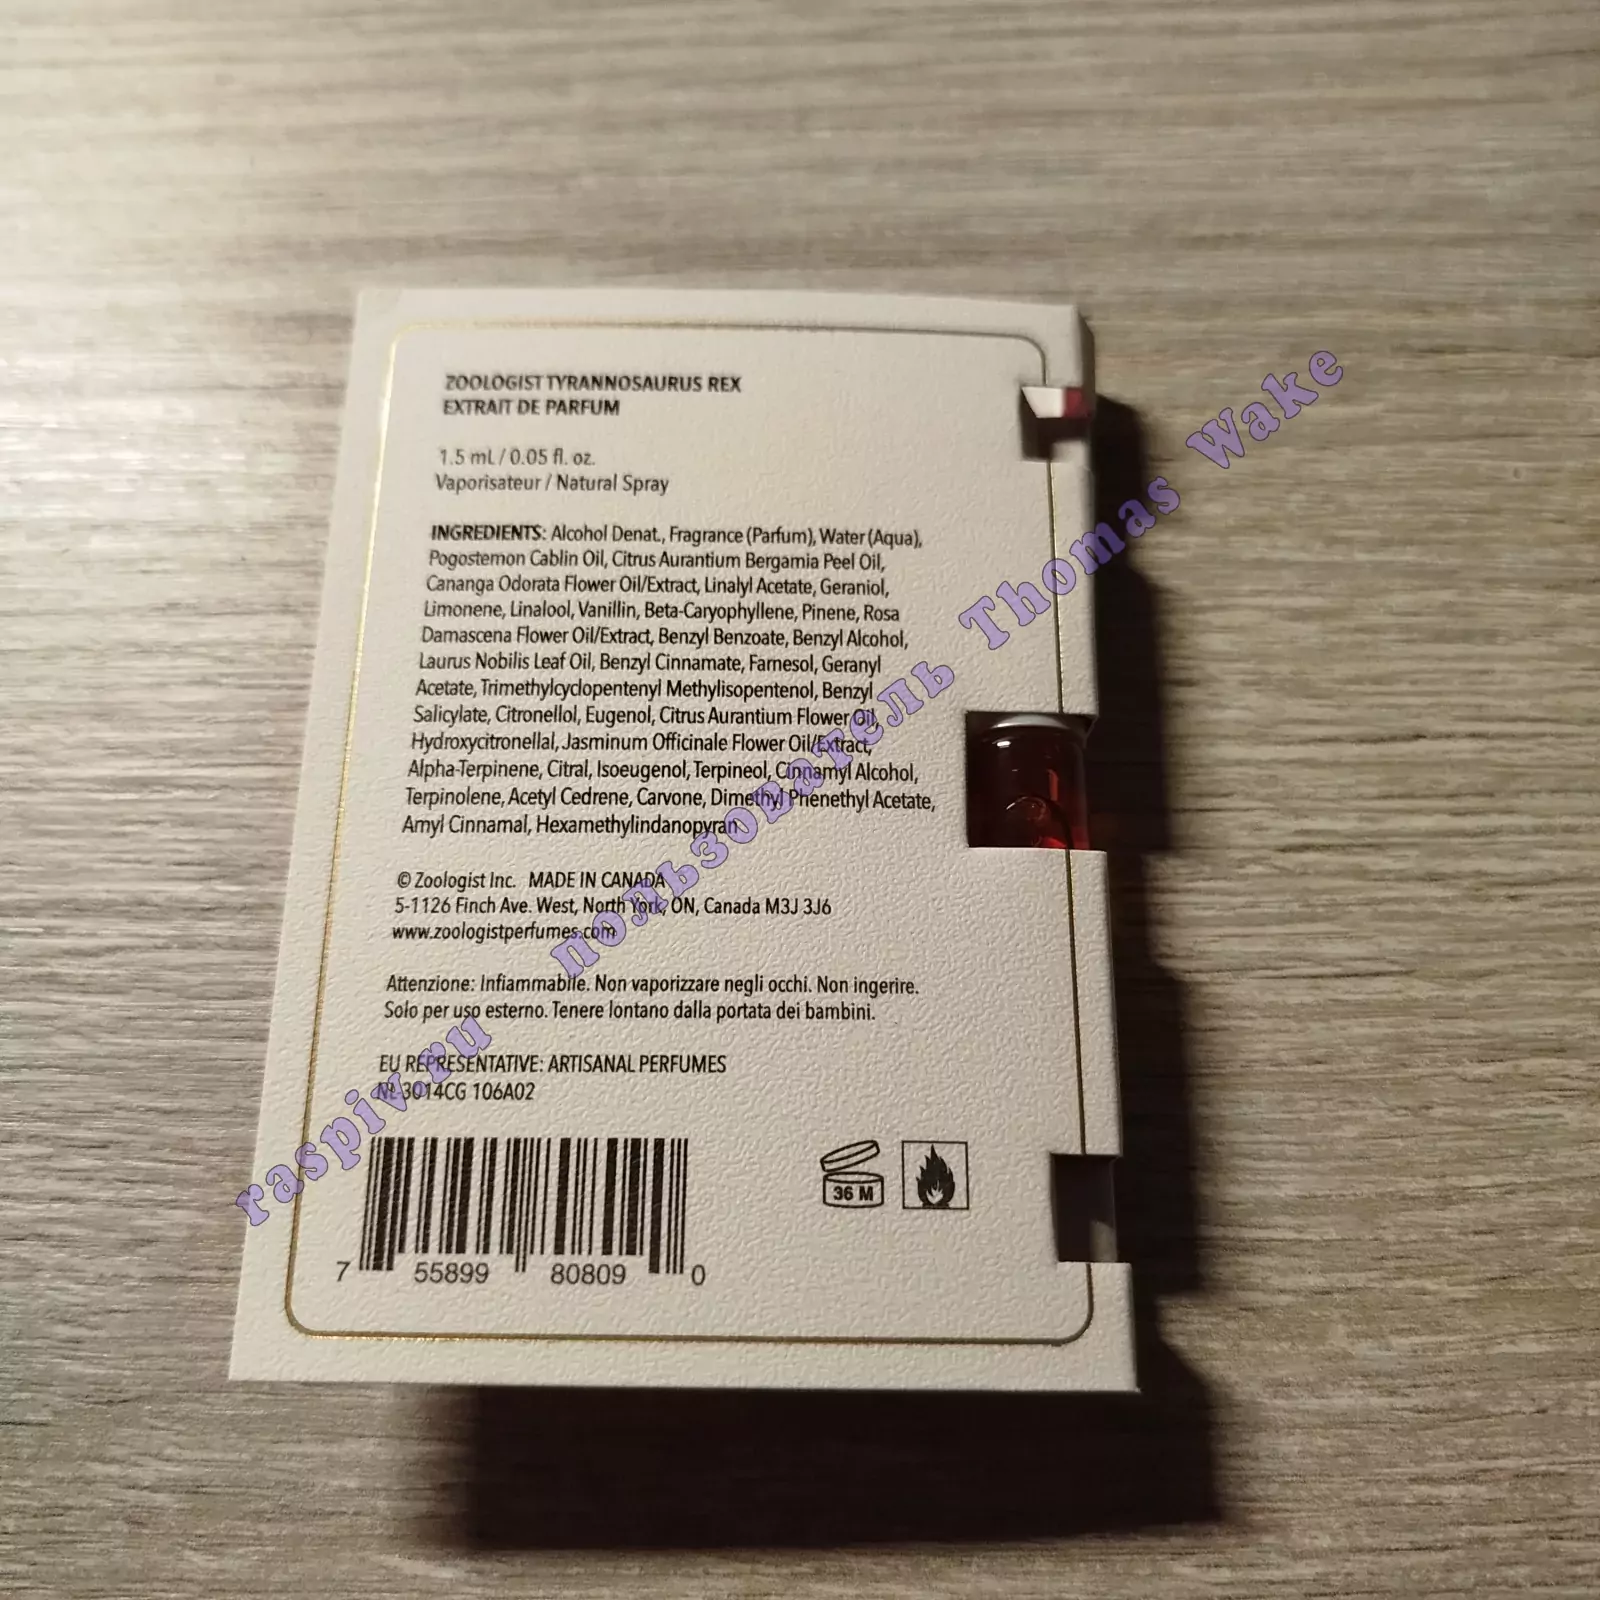 ZOOLOGIST TYRANNOSAURUS REX
EXTRAIT DE PARFUM
1.5 mL / 0.05 fl. oz.
Vaporisateur / Natural Spray
INGREDIENTS: Alcohol Denat., Fragrance (Parfum), Water (Aqua),
Pogostemon Cablin Oil, Citrus Aurantium Bergamia Peel Oil,
Cananga Odorata Flower Oil/Extract, Linalyl Acetate, Geraniol,
Limonene, Linalool, Vanillin, Beta-Caryophyllene, Pinene, Rosa
Damascena Flower Oil/Extract, Benzyl Benzoate, Benzyl Alcohol,
Laurus Nobilis Leaf Oil, Benzyl Cinnamate, Farnesol, Geranyl
Acetate, Trimethylcyclopentenyl Methylisopentenol, Benzyl
Salicylate, Citronellol, Eugenol, Citrus Aurantium Flower Oil,
Hydroxycitronellal, Jasminum Officinale Flower Oil/Extract,
Alpha-Terpinene, Citral, Isoeugenol, Terpineol, Cinnamyl Alcohol,
Terpinolene, Acetyl Cedrene, Carvone, Dimethyl Phenethyl Acetate,
Amyl Cinnamal, Hexamethylindanopyran
© Zoologist Inc. MADE IN CANADA
5-1126 Finch Ave. West, North York, ON, Canada M3J 3J6
www.zoologistperfumes.com
Attenzione: Infiammabile. Non vaporizzare negli occhi. Non ingerire.
Solo per uso esterno. Tenere lontano dalla portata dei bambini.
EU REPRESENTATIVE: ARTISANAL PERFUMES
NL-3014CG 106A02
36 M
7 55899 80809 0
raspiv.ru пользователь Thomas Wake